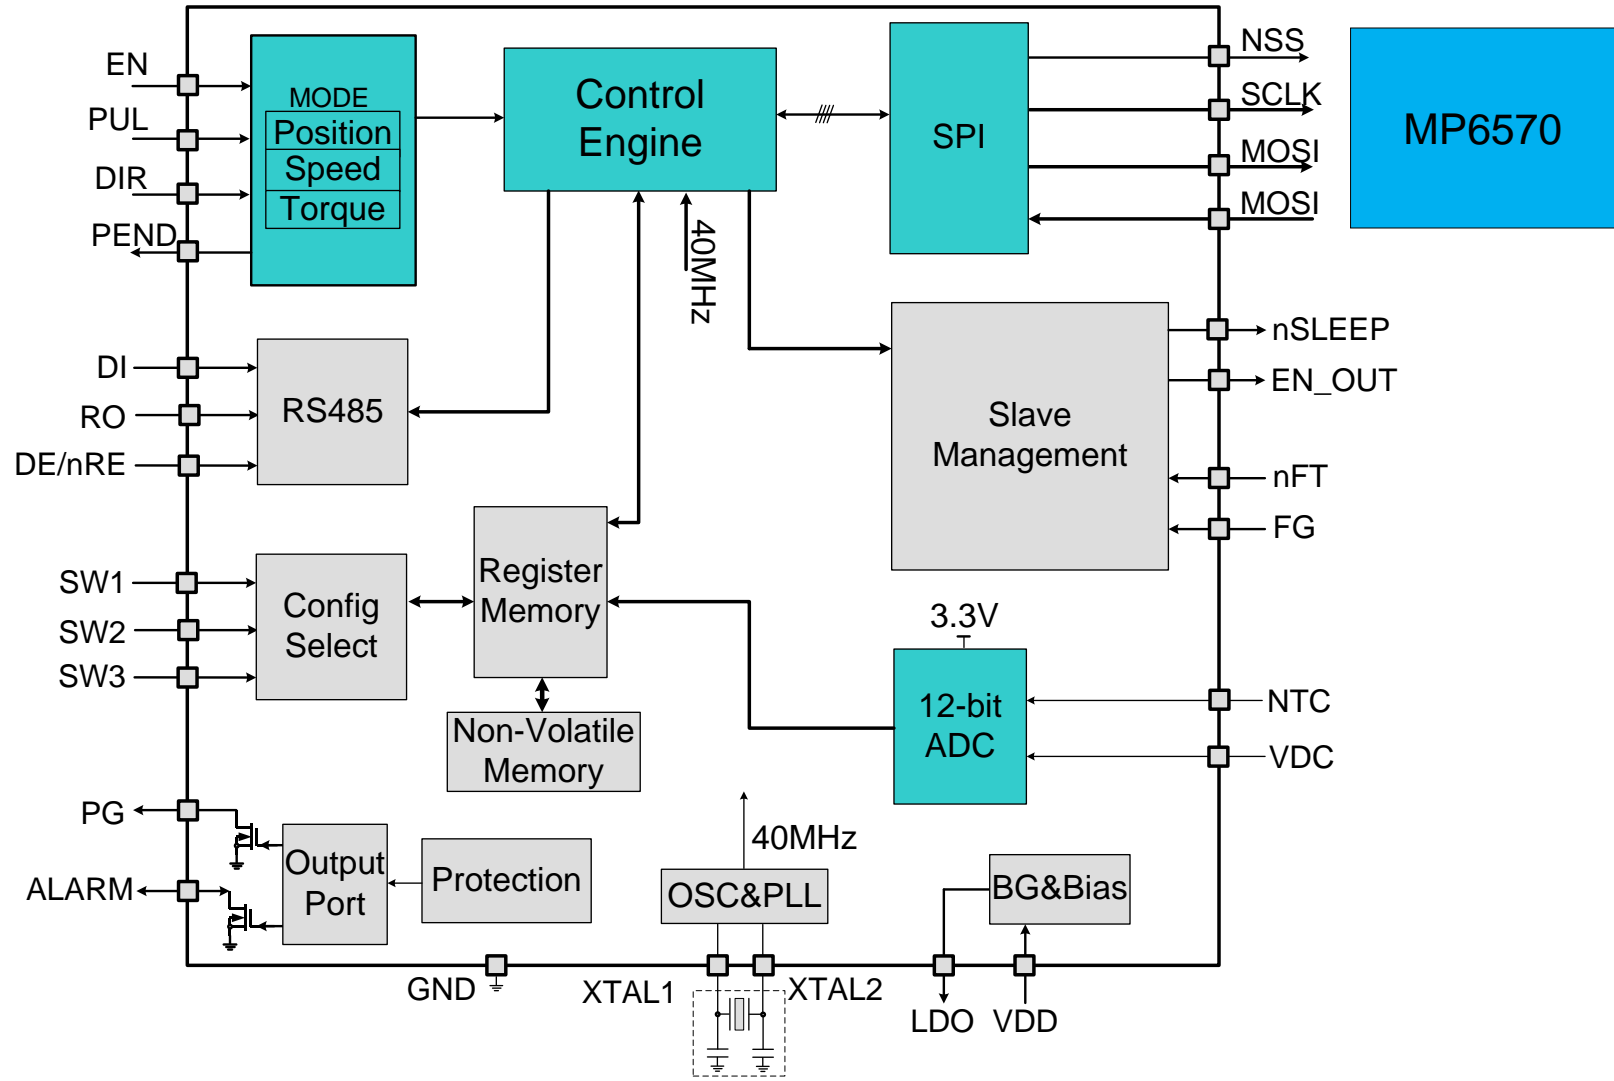 EN
PUL
DIR
PEND
MODE
Position
Speed
Torque
Control
Engine
40MHz
SPI
NSS
SCLK
MOSI
MOSI
MP6570
DI
RO
DE/nRE
RS485
Slave
Management
nSLEEP
EN_OUT
nFT
FG
SW1
SW2
SW3
Config
Select
Register
Memory
Non-Volatile
Memory
3.3V
12-bit
ADC
NTC
VDC
PG
ALARM
Output
Port
Protection
40MHz
OSC&PLL
BG&Bias
GND
XTAL1
XTAL2
LDO
VDD